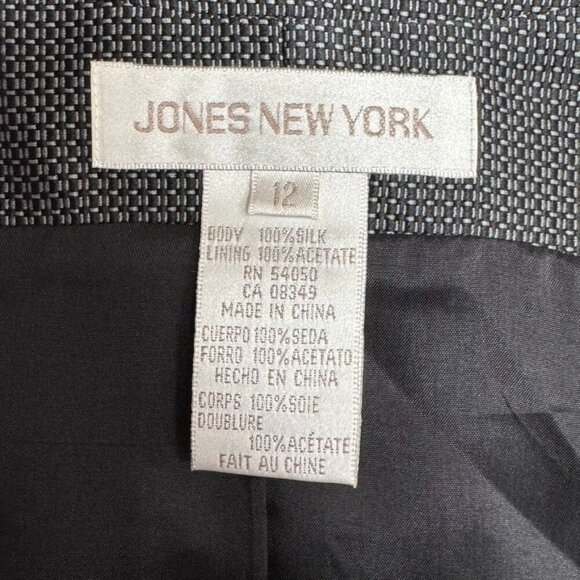 JONES NEW YORK
12
BODY 100%SILK
LINING 100%ACETATE
RN 54050
CA 08349
MADE IN CHINA
CUERPO 100%SEDA
FORRO 100%ACETATO
HECHO EN CHINA
CORPS 100%SOIE
DOUBLURE
100%ACÉTATE
FAIT AU CHINE